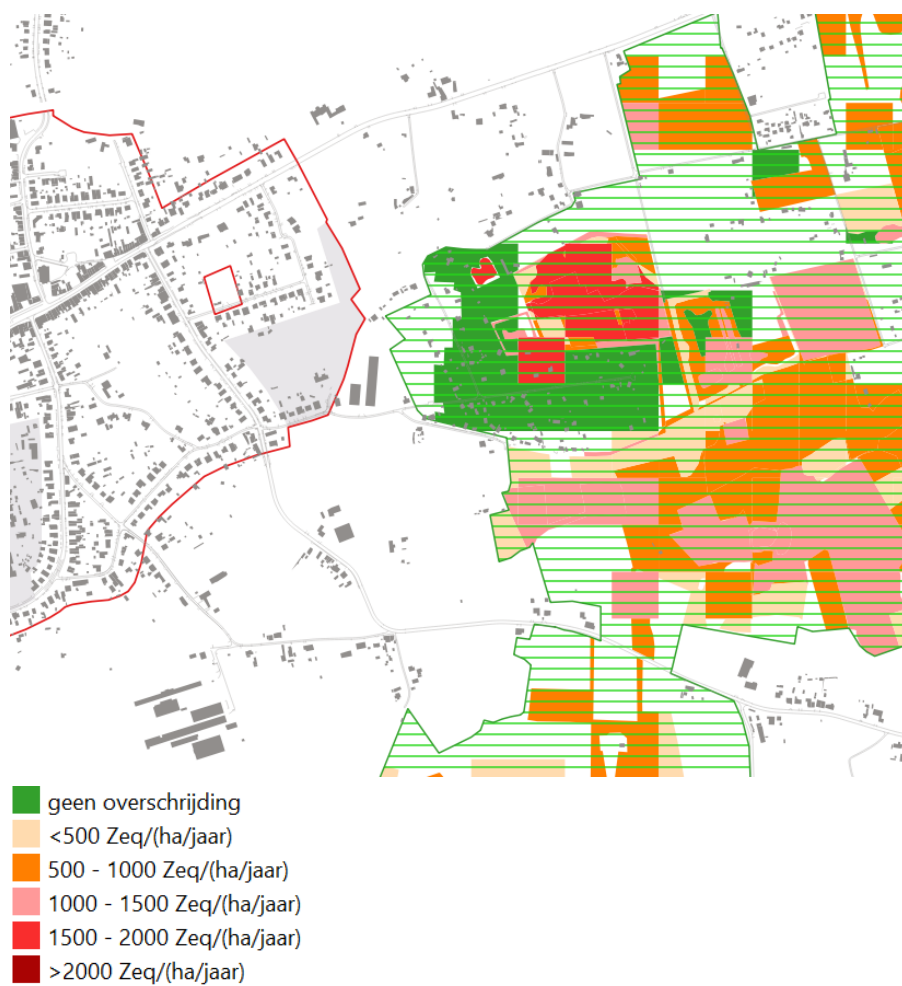 geen overschrijding
<500 Zeq/(ha/jaar)
500 - 1000 Zeq/(ha/jaar)
1000 - 1500 Zeq/(ha/jaar)
1500 - 2000 Zeq/(ha/jaar)
>2000 Zeq/(ha/jaar)